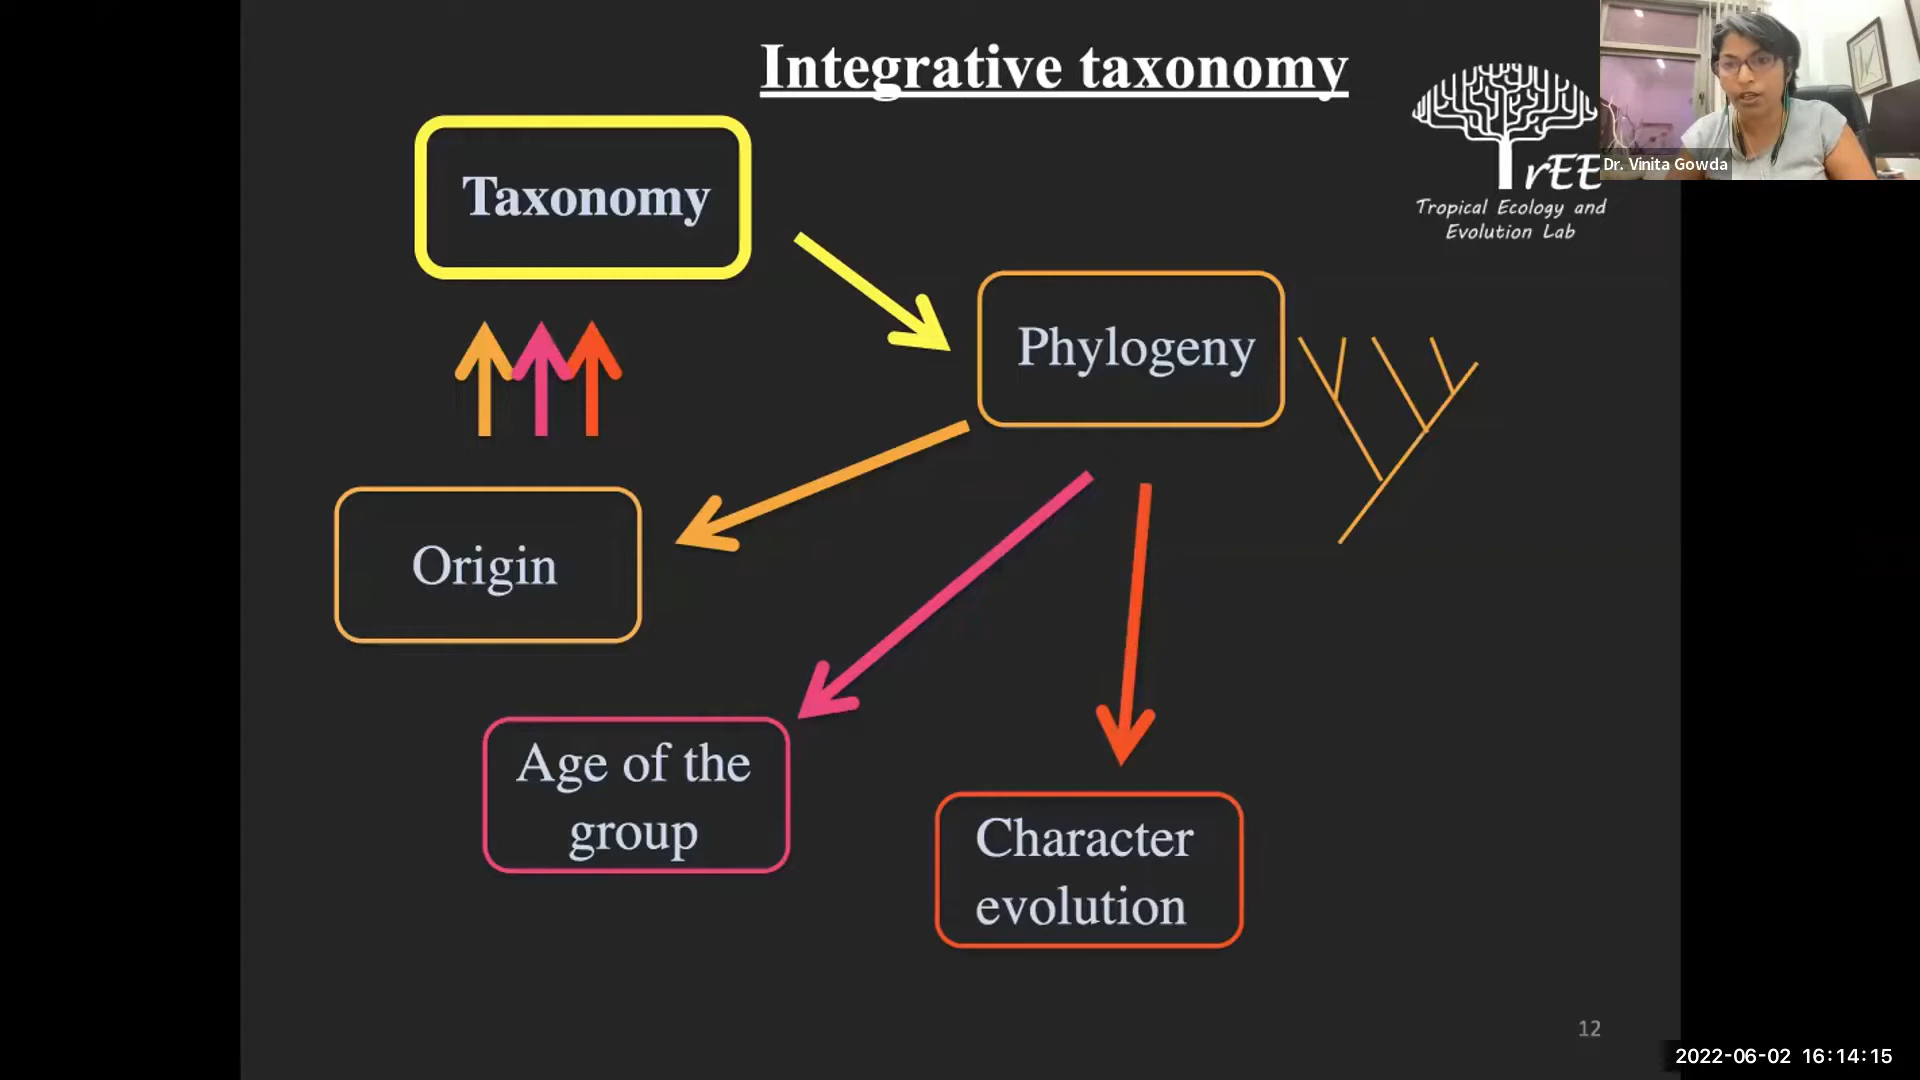 Integrative taxonomy
Taxonomy
TrEE
Tropical Ecology and
Evolution Lab
Dr. Vinita Gowda
Phylogeny
Origin
Age of the
group
Character
evolution
12
2022-06-02 16:14:15